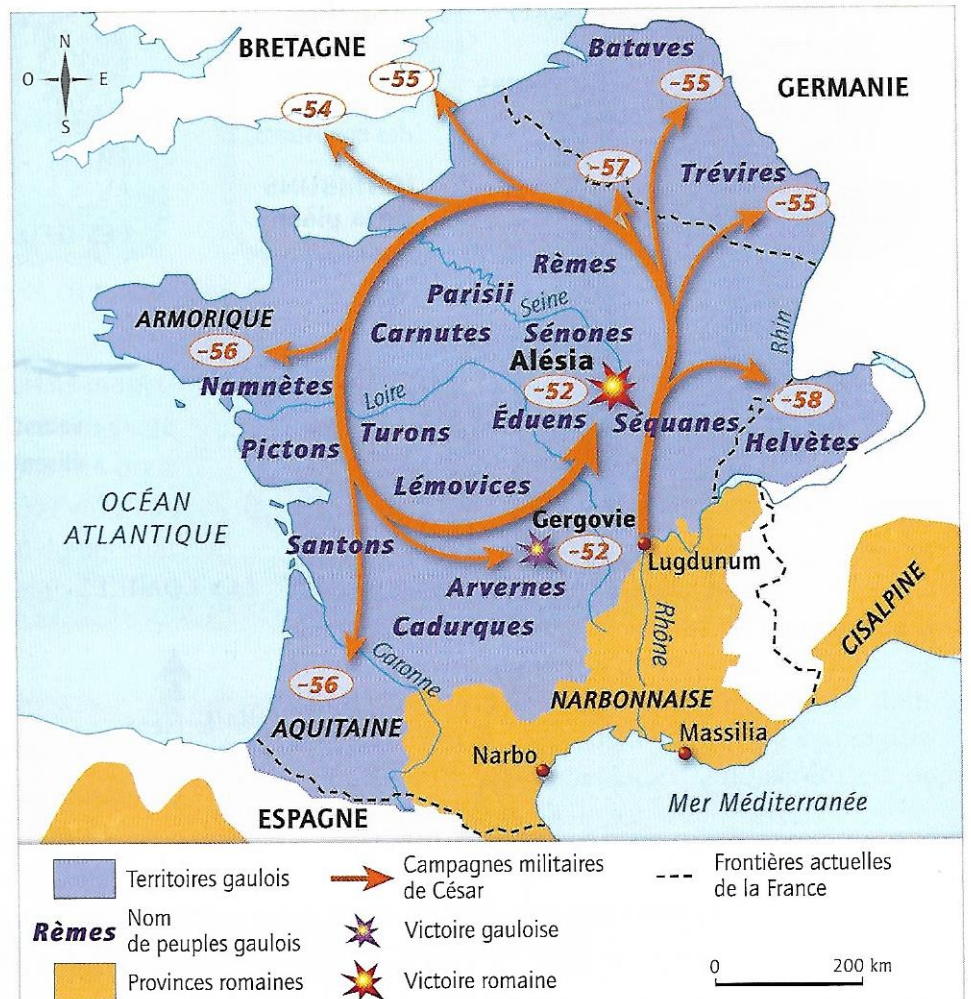 N
O E
S
BRETAGNE
Bataves
-55
-55
-54
GERMANIE
-57
Trévires
-55
Rèmes
Parisii
Seine
ARMORIQUE
Carnutes
Sénones
Rhin
-56
Alésia
Namnètes
Loire
-52
-58
Éduens
Séquanes
Turons
Helvètes
Pictons
Lémovices
OCÉAN
ATLANTIQUE
Gergovie
Santons
-52
Lugdunum
Arvernes
Cadurques
Rhône
CISALPINE
Garonne
-56
NARBONNAISE
AQUITAINE
Massilia
Narbo
Mer Méditerranée
ESPAGNE
Territoires gaulois
Campagnes militaires
de César
Frontières actuelles
de la France
Rèmes
Nom
de peuples gaulois
Victoire gauloise
Provinces romaines
Victoire romaine
0 200 km